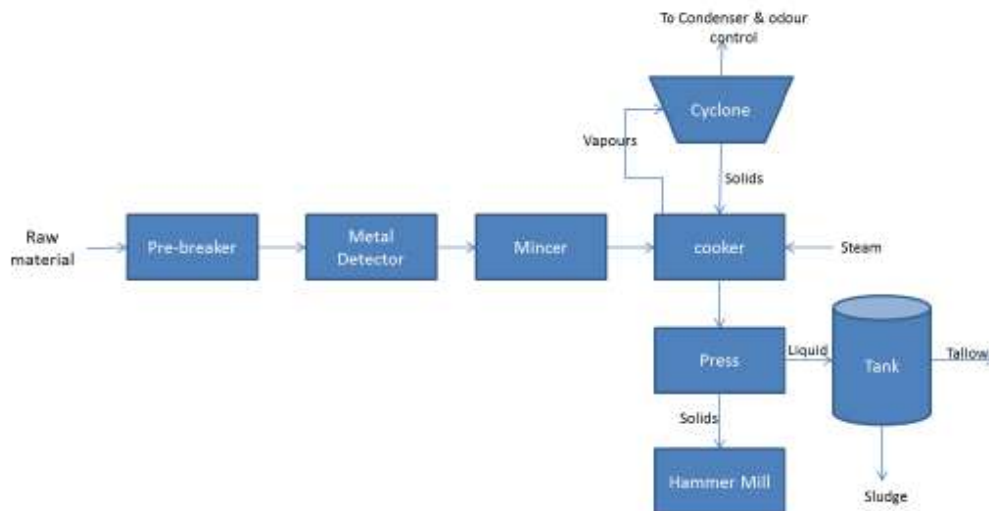 To Condenser & odour
control
Cyclone
Vapours
Solids
Raw
material
Pre-breaker
Metal
Detector
Mincer
cooker
Steam
Press
Liquid
Tank
Tallow
Solids
Hammer Mill
Sludge